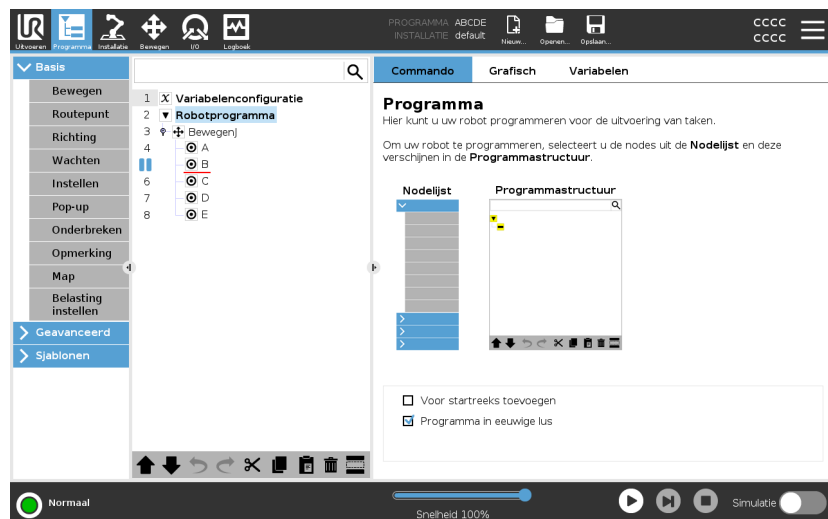 UR
Uitvoeren Programma Installatie Bewegen I/O Logboek
PROGRAMMA ABCDE
INSTALLATIE default
Nieuw... Openen... Opslaan...
CCCC
CCCC
Basis
Bewegen
Routepunt
Richting
Wachten
Instellen
Pop-up
Onderbreken
Opmerking
Map
Belasting
instellen
Geavanceerd
Sjablonen
1 X Variabelenconfiguratie
2 Robotprogramma
3 BewegenJ
4 A
B
6 C
7 D
8 E
Commando Grafisch Variabelen
Programma
Hier kunt u uw robot programmeren voor de uitvoering van taken.
Om uw robot te programmeren, selecteert u de nodes uit de Nodelijst en deze
verschijnen in de Programmastructuur.
Nodelijst Programmastructuur
Voor startreeks toevoegen
Programma in eeuwige lus
Normaal
Snelheid 100%
Simulatie